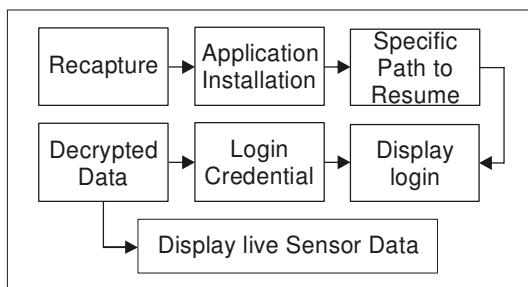 Recapture
Application
Installation
Specific
Path to
Resume
Decrypted
Data
Login
Credential
Display
login
Display live Sensor Data